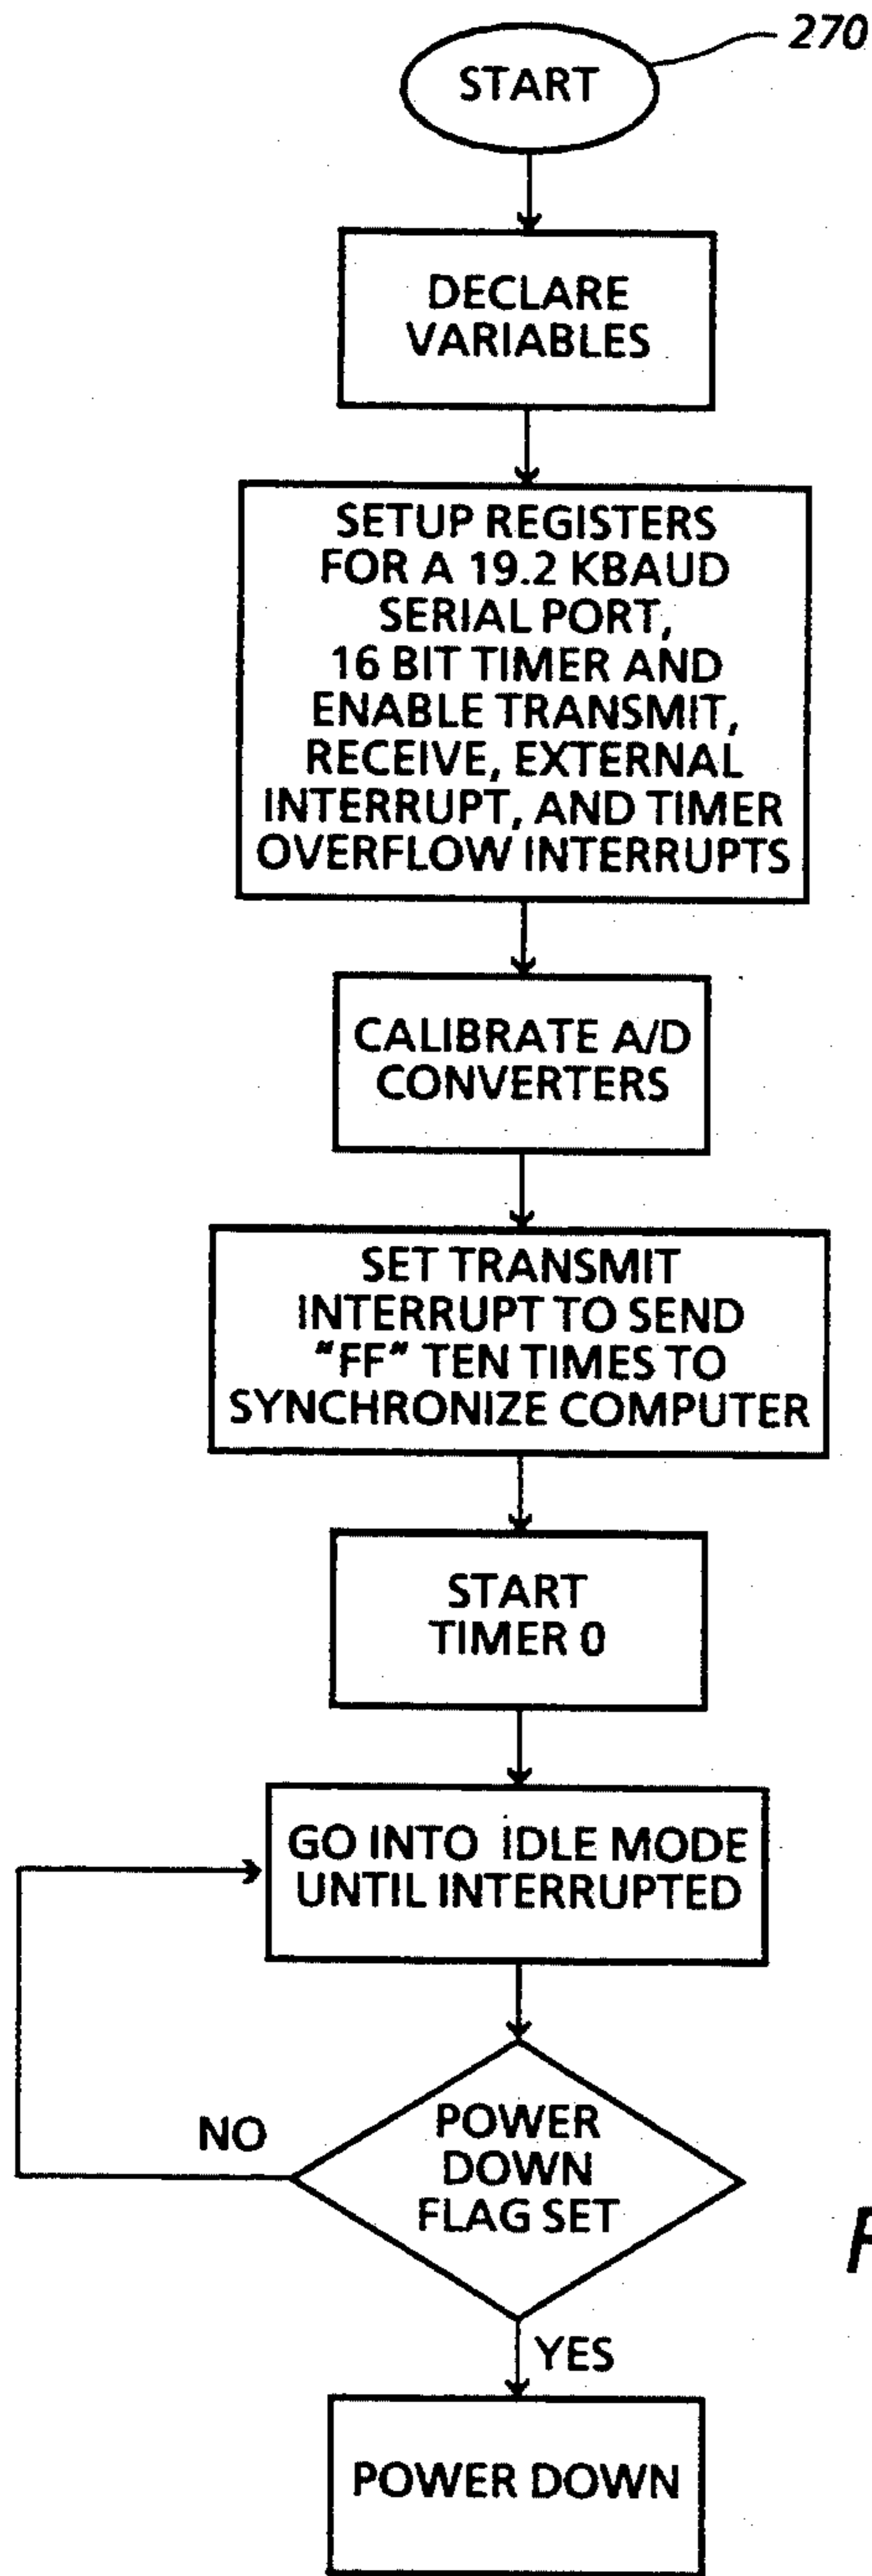 270
START
DECLARE
VARIABLES
SETUP REGISTERS
FOR A 19.2 KBAUD
SERIAL PORT,
16 BIT TIMER AND
ENABLE TRANSMIT,
RECEIVE, EXTERNAL
INTERRUPT, AND TIMER
OVERFLOW INTERRUPTS
CALIBRATE A/D
CONVERTERS
SET TRANSMIT
INTERRUPT TO SEND
"FF" TEN TIMES TO
SYNCHRONIZE COMPUTER
START
TIMER 0
GO INTO IDLE MODE
UNTIL INTERRUPTED
NO
POWER
DOWN
FLAG SET
YES
POWER DOWN